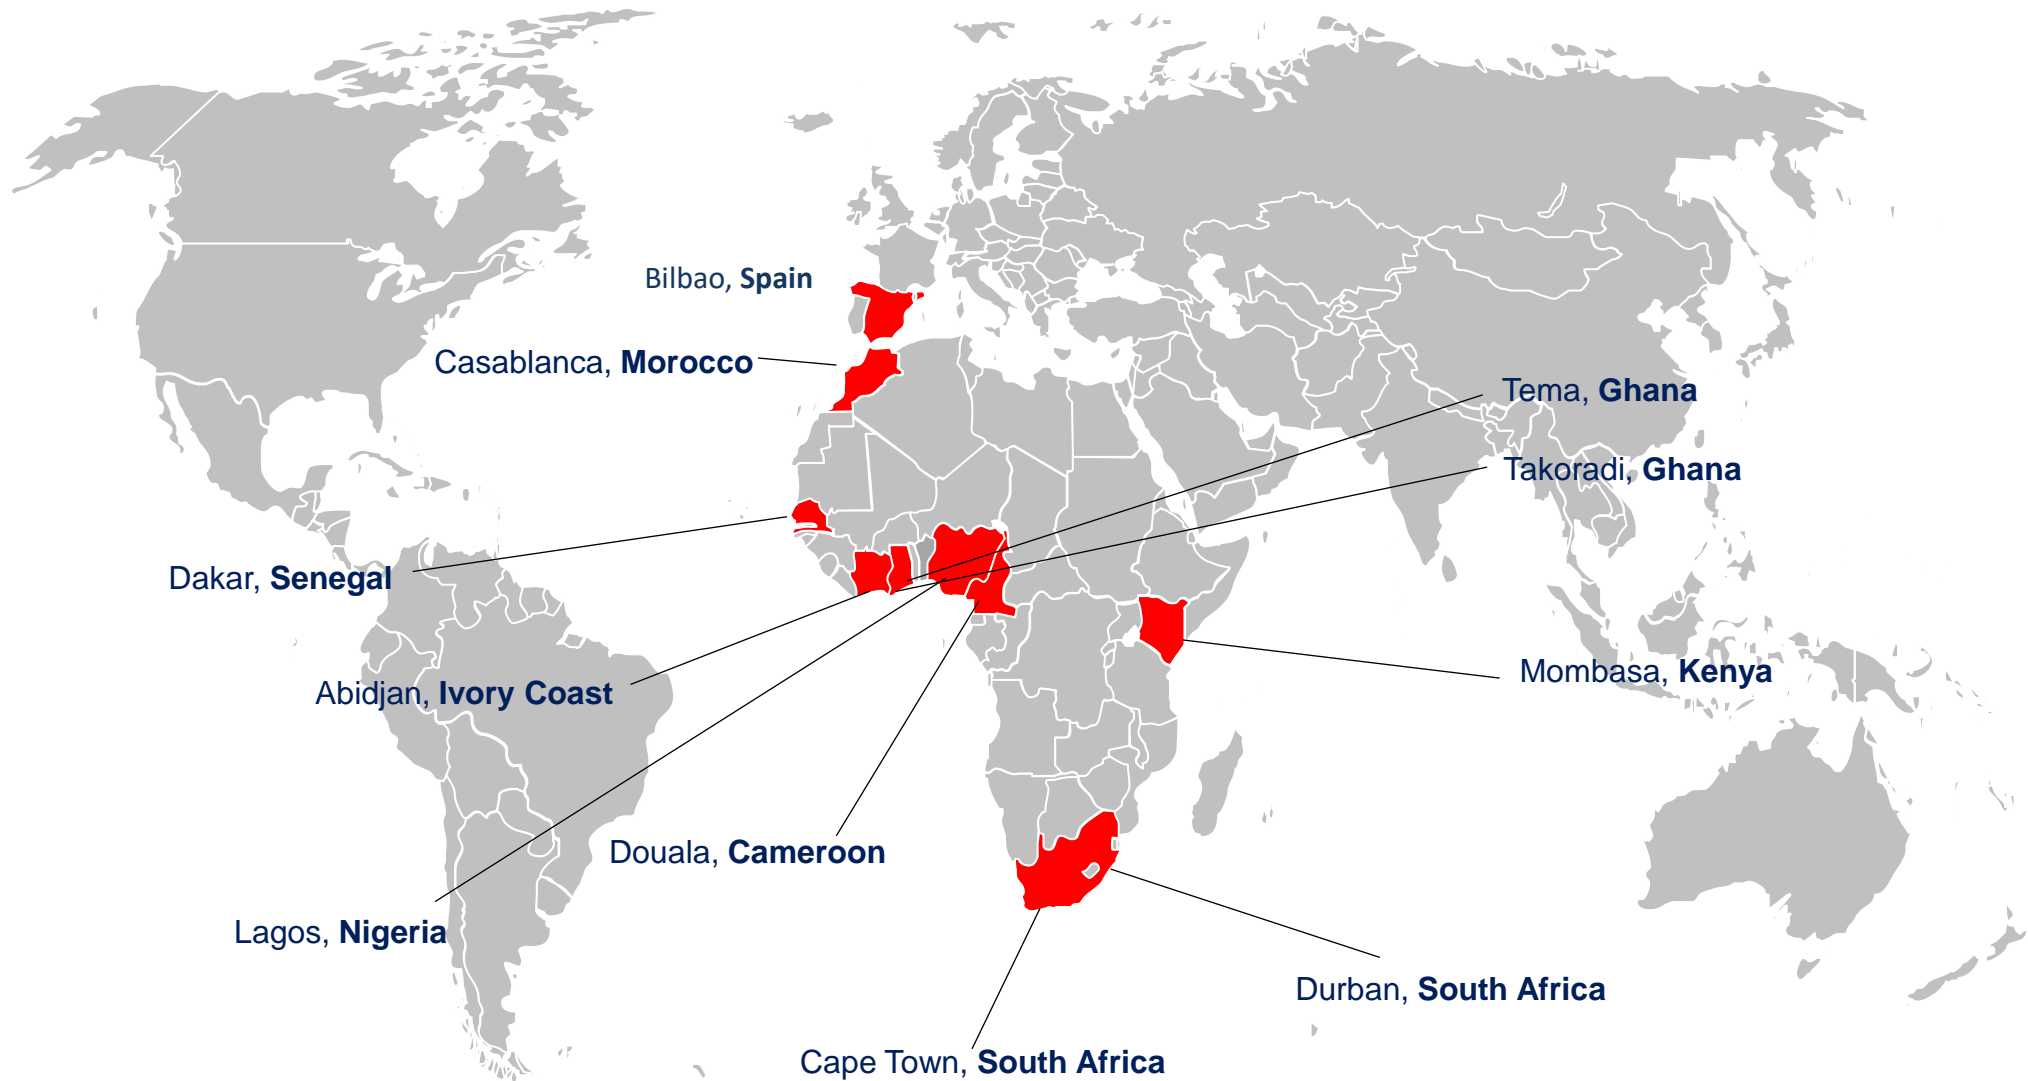 Bilbao, Spain
Casablanca, Morocco
Tema, Ghana
Takoradi, Ghana
Dakar, Senegal
Mombasa, Kenya
Abidjan, Ivory Coast
Douala, Cameroon
Lagos, Nigeria
Durban, South Africa
Cape Town, South Africa